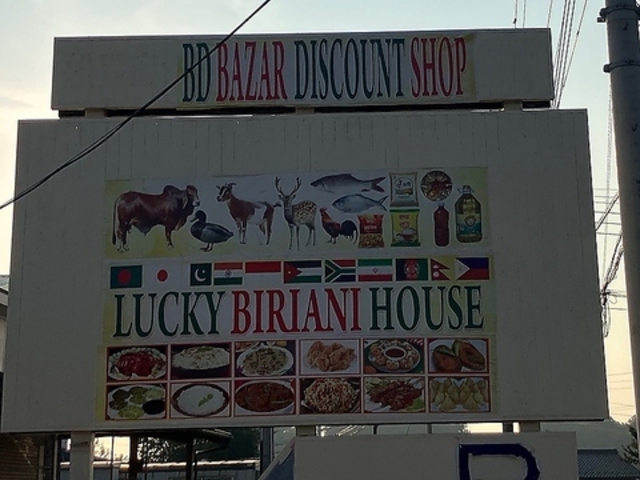 BD BAZAR DISCOUNT SHOP
LUCKY BIRIANI HOUSE